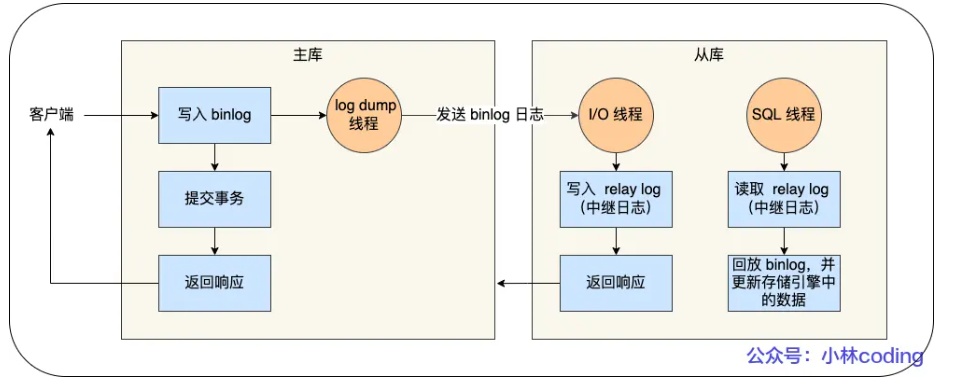 主库
从库
客户端
写入 binlog
log dump
线程
发送 binlog 日志
I/O 线程
SQL 线程
提交事务
写入 relay log
（中继日志）
读取 relay log
（中继日志）
返回响应
返回响应
回放 binlog，并
更新存储引擎中
的数据
公众号：小林coding